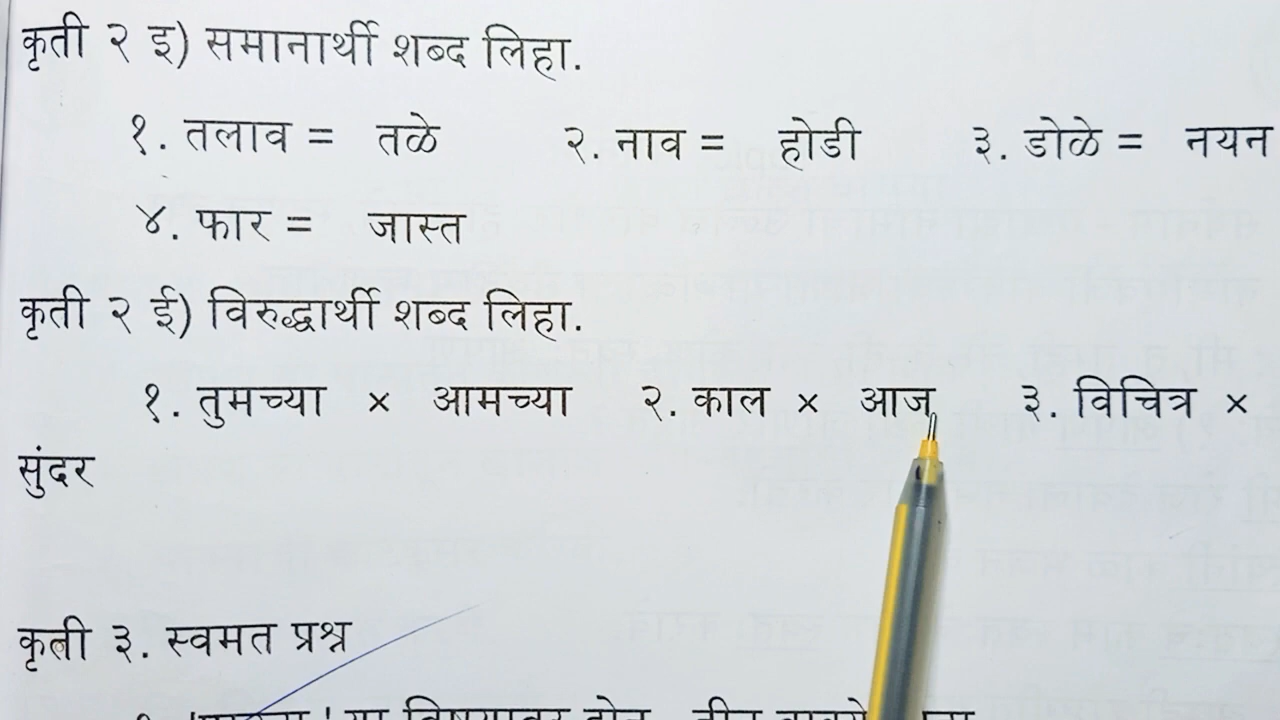 कृती २ इ) समानार्थी शब्द लिहा.
१. तलाव = तळे २. नाव = होडी ३. डोळे = नयन
४. फार = जास्त
कृती २ ई) विरुद्धार्थी शब्द लिहा.
१. तुमच्या × आमच्या २. काल × आज ३. विचित्र ×
सुंदर
कृती ३. स्वमत प्रश्न